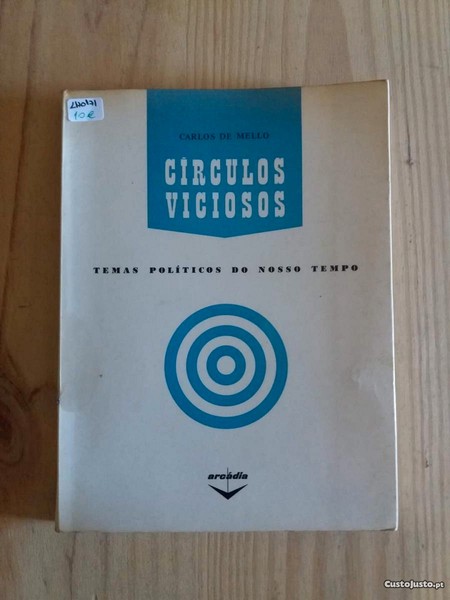 10€
CARLOS DE MELLO
CÍRCULOS
VICIOSOS
TEMAS POLÍTICOS DO NOSSO TEMPO
arcádia
CustoJusto.pt